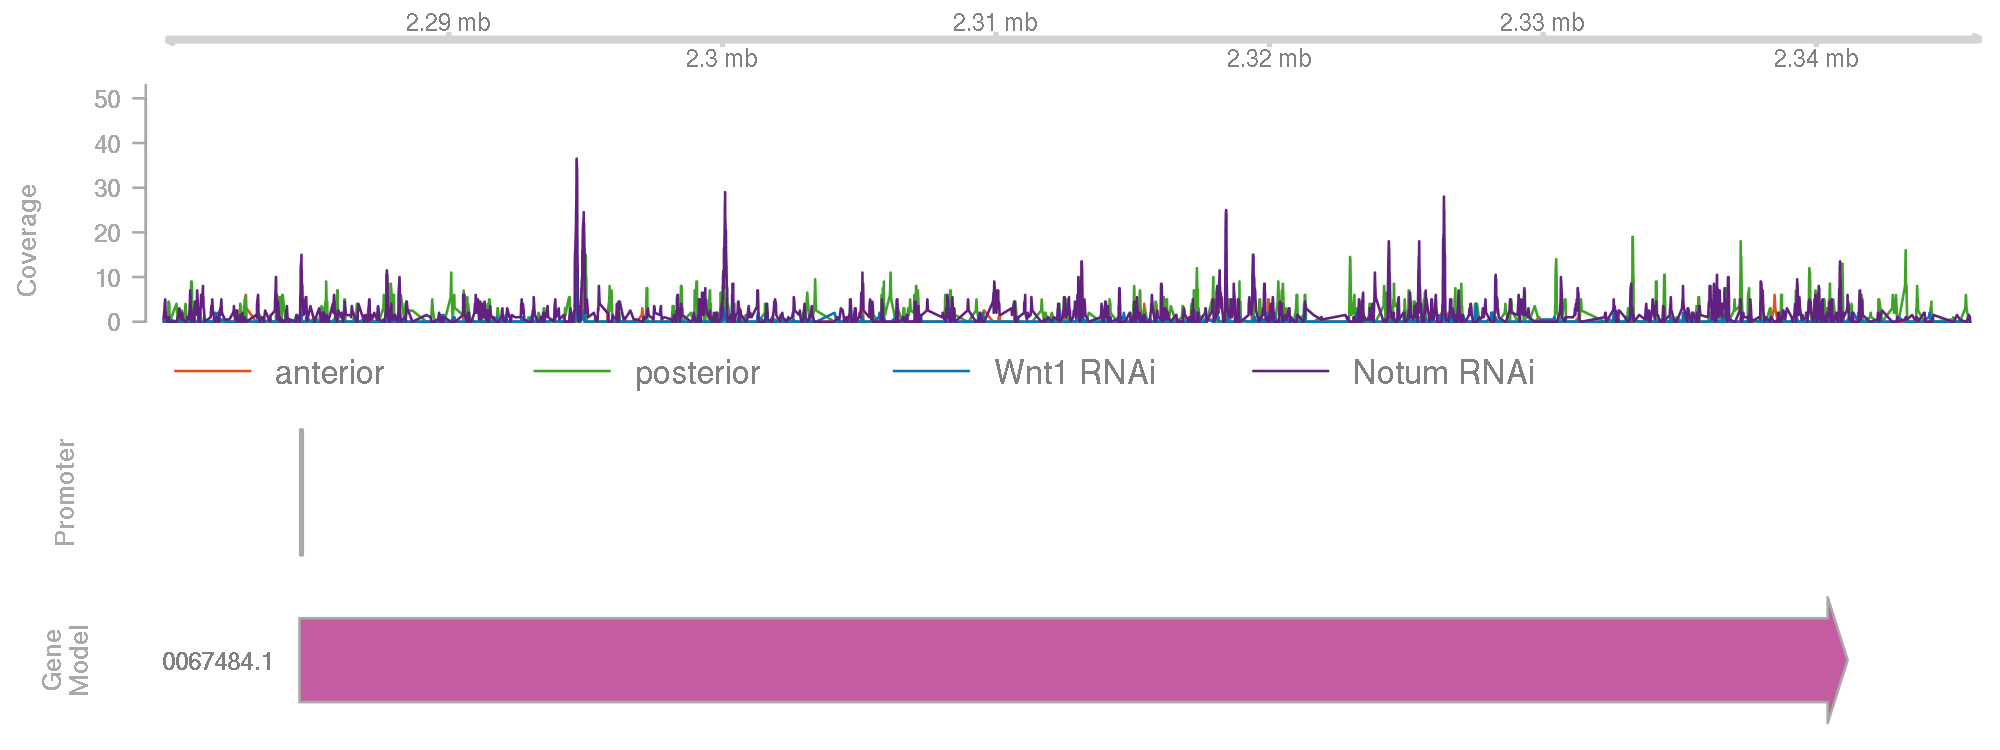 2.29 mb 2.31 mb 2.33 mb
2.3 mb 2.32 mb 2.34 mb
Coverage
50
40
30
20
10
0
anterior posterior Wnt1 RNAi Notum RNAi
Promoter
Gene
Model
0067484.1